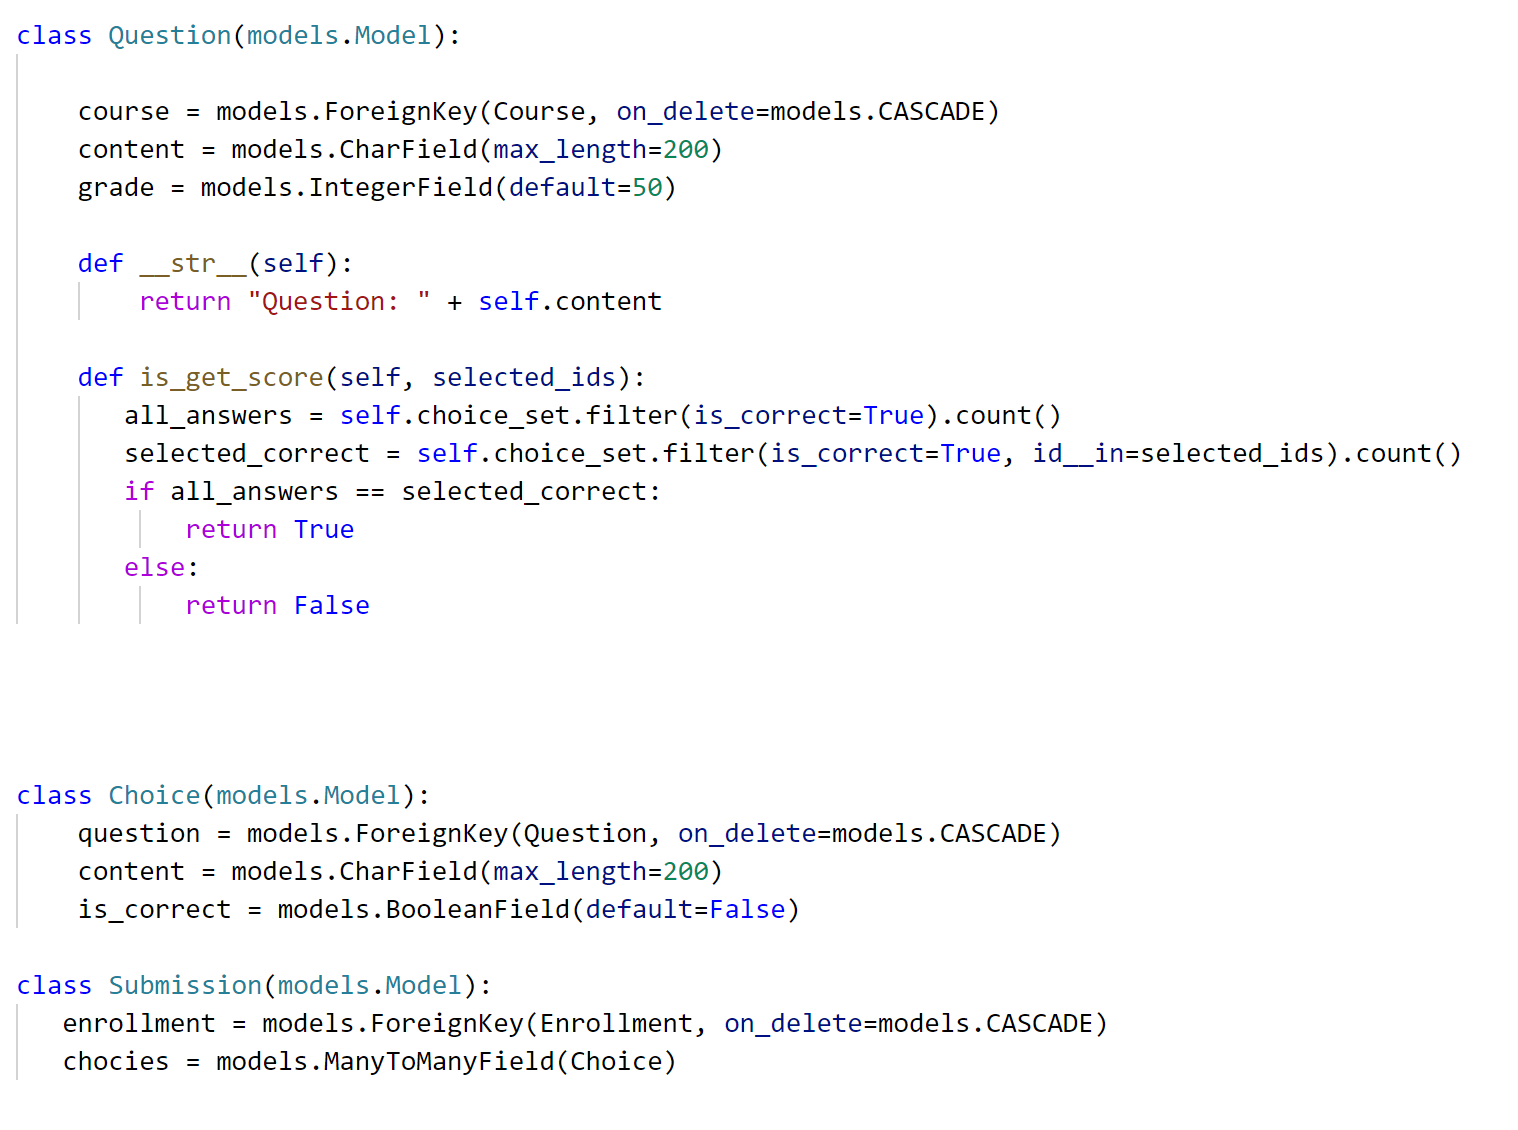 class Question(models.Model):
course = models.ForeignKey(Course, on_delete=models.CASCADE)
content = models.CharField(max_length=200)
grade = models.IntegerField(default=50)
def __str__(self):
return "Question: " + self.content
def is_get_score(self, selected_ids):
all_answers = self.choice_set.filter(is_correct=True).count()
selected_correct = self.choice_set.filter(is_correct=True, id__in=selected_ids).count()
if all_answers == selected_correct:
return True
else:
return False
class Choice(models.Model):
question = models.ForeignKey(Question, on_delete=models.CASCADE)
content = models.CharField(max_length=200)
is_correct = models.BooleanField(default=False)
class Submission(models.Model):
enrollment = models.ForeignKey(Enrollment, on_delete=models.CASCADE)
chocies = models.ManyToManyField(Choice)